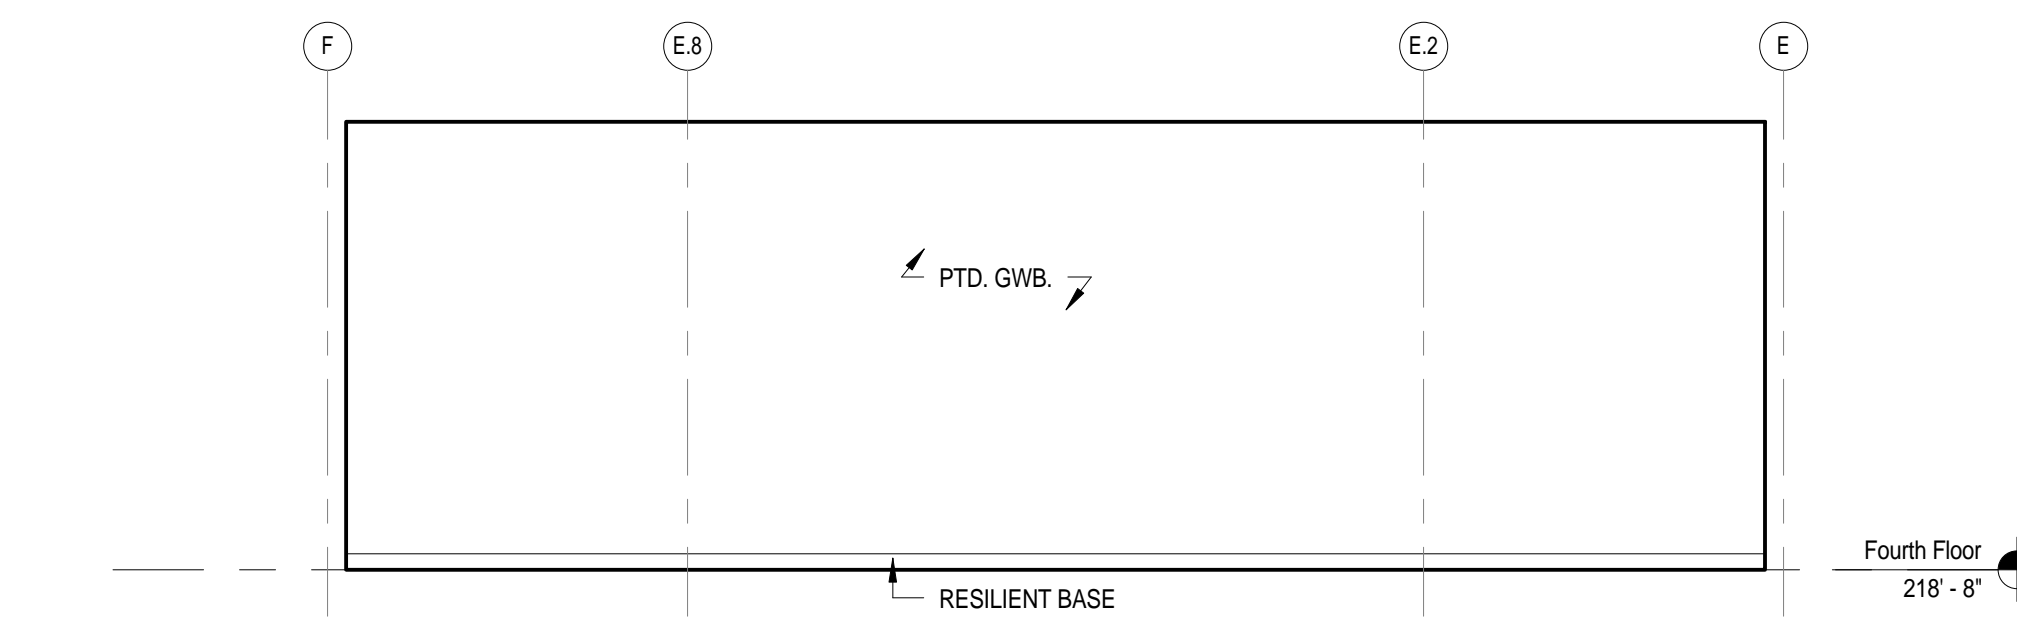 F
E.8
E.2
E
PTD. GWB.
Fourth Floor
218' - 8"
RESILIENT BASE